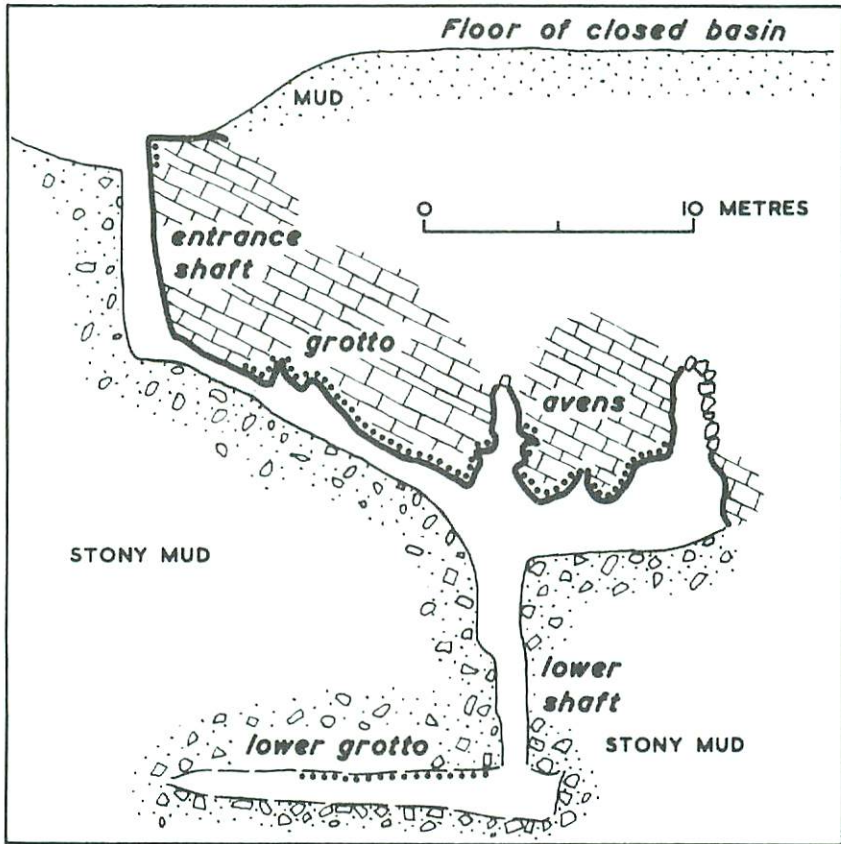 Floor of closed basin
MUD
0 10 METRES
entrance
shaft
grotto
avens
STONY MUD
lower
shaft
lower grotto
STONY MUD